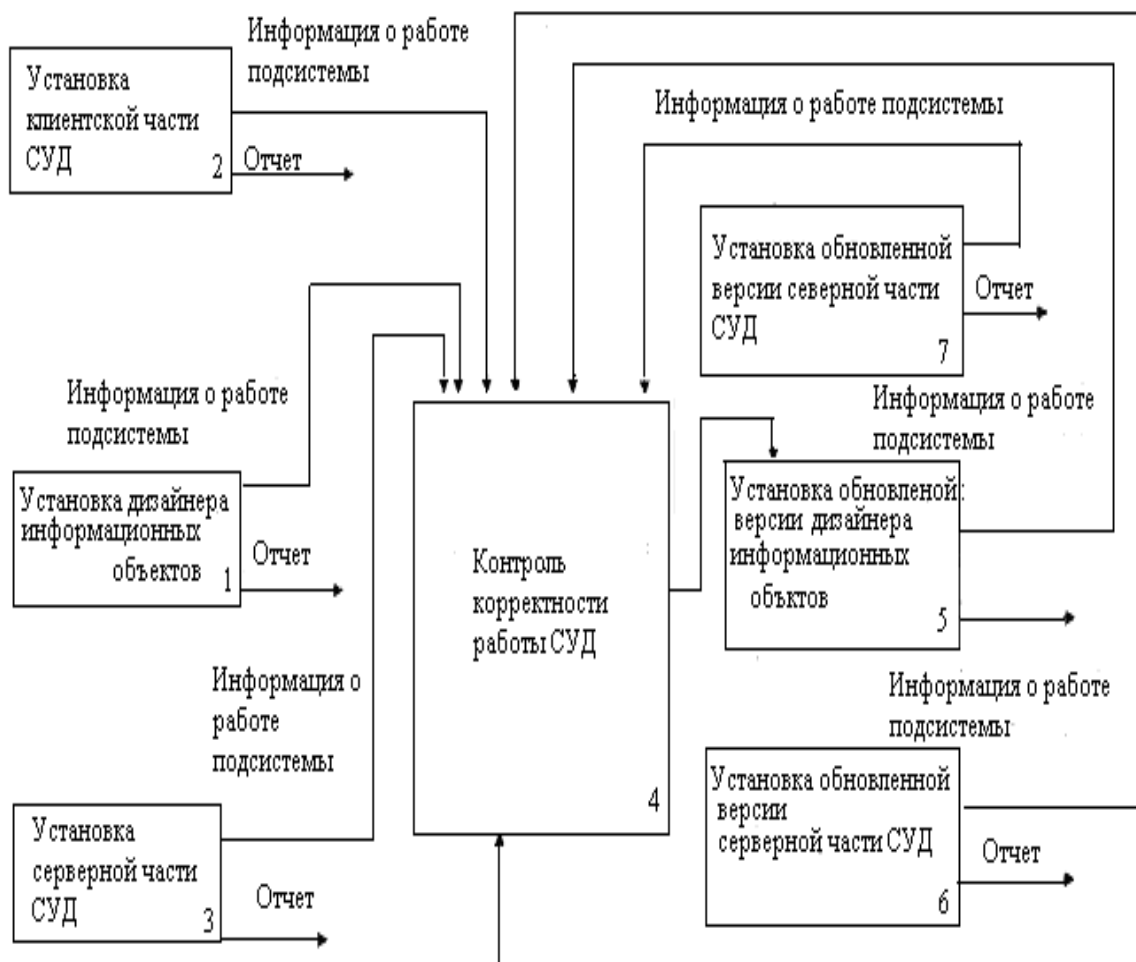 Информация о работе
подсистемы
Установка
клиентской части
СУД
2
Отчет
Информация о работе подсистемы
Установка обновленной
версии северной части
СУД
7
Отчет
Информация о работе
подсистемы
Установка дизайнера
информационных
объектов
1
Отчет
Контроль
корректности
работы СУД
4
Информация о работе
подсистемы
Установка обновленой
версии дизайнера
информационных
объктов
5
Информация о
работе
подсистемы
Установка
серверной части
СУД
3
Отчет
Информация о работе
подсистемы
Установка обновленной
версии
серверной части СУД
6
Отчет